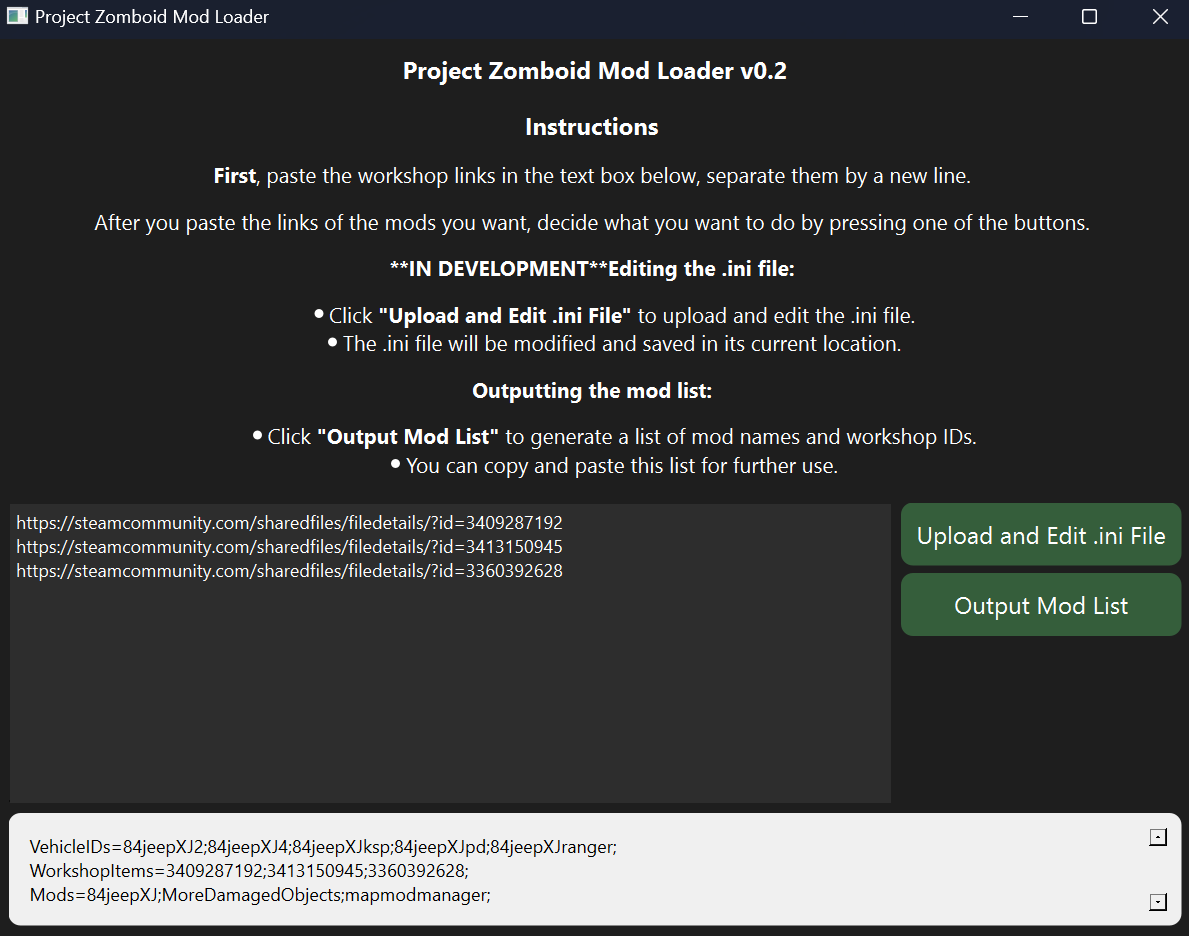 Project Zomboid Mod Loader
Project Zomboid Mod Loader v0.2
Instructions
First, paste the workshop links in the text box below, separate them by a new line.
After you paste the links of the mods you want, decide what you want to do by pressing one of the buttons.
**IN DEVELOPMENT**Editing the .ini file:
• Click "Upload and Edit .ini File" to upload and edit the .ini file.
• The .ini file will be modified and saved in its current location.
Outputting the mod list:
• Click "Output Mod List" to generate a list of mod names and workshop IDs.
• You can copy and paste this list for further use.
https://steamcommunity.com/sharedfiles/filedetails/?id=3409287192
https://steamcommunity.com/sharedfiles/filedetails/?id=3413150945
https://steamcommunity.com/sharedfiles/filedetails/?id=3360392628
Upload and Edit .ini File
Output Mod List
VehicleIDs=84jeepXJ2;84jeepXJ4;84jeepXJksp;84jeepXJpd;84jeepXJranger;
WorkshopItems=3409287192;3413150945;3360392628;
Mods=84jeepXJ;MoreDamagedObjects;mapmodmanager;